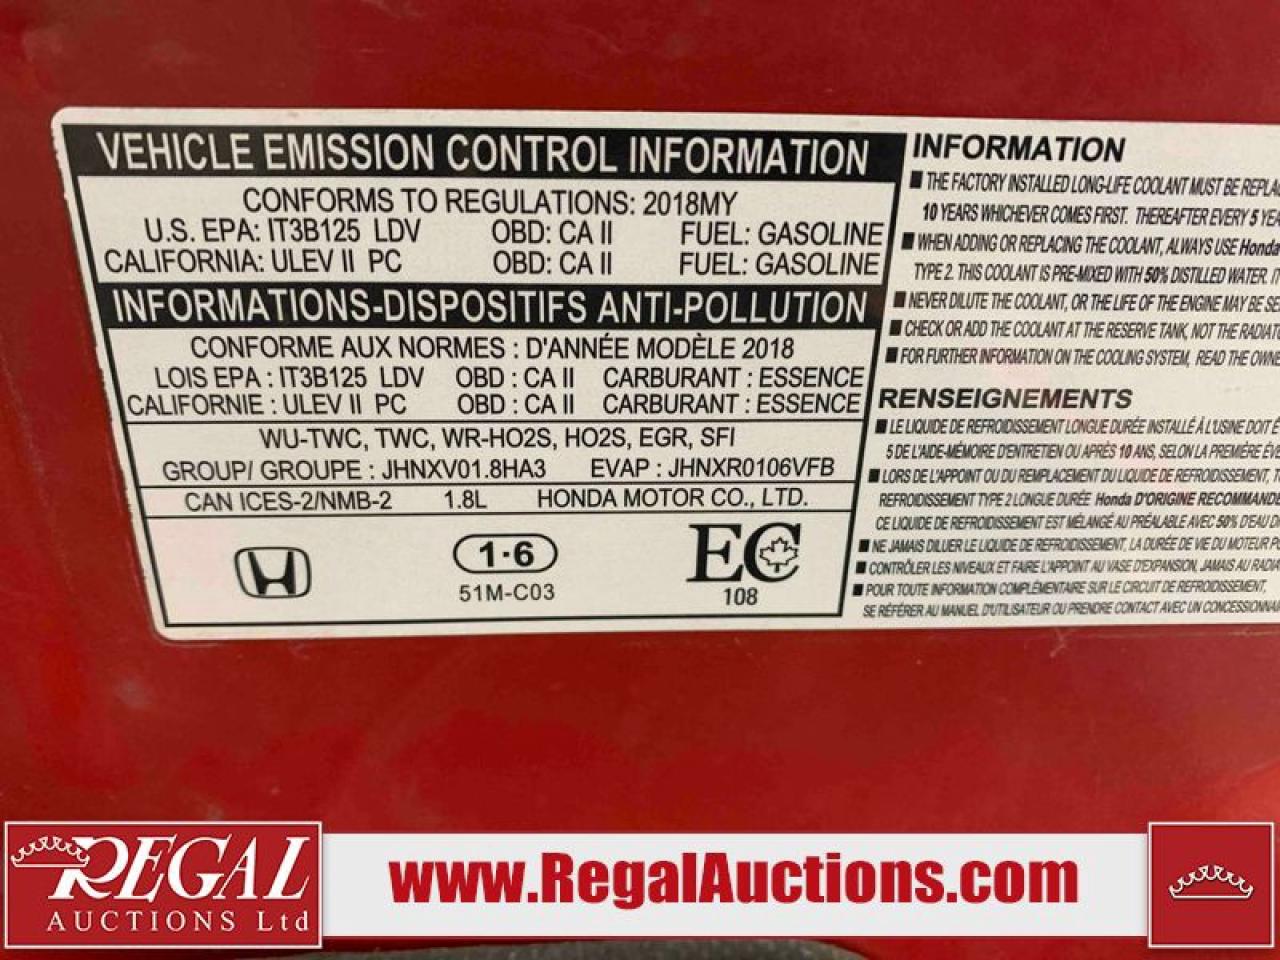 VEHICLE EMISSION CONTROL INFORMATION
CONFORMS TO REGULATIONS: 2018MY
U.S. EPA: IT3B125 LDV OBD: CA II FUEL: GASOLINE
CALIFORNIA: ULEV II PC OBD: CA II FUEL: GASOLINE
INFORMATIONS-DISPOSITIFS ANTI-POLLUTION
CONFORME AUX NORMES : D'ANNÉE MODÈLE 2018
LOIS EPA : IT3B125 LDV OBD : CA II CARBURANT : ESSENCE
CALIFORNIE : ULEV II PC OBD : CA II CARBURANT : ESSENCE
WU-TWC, TWC, WR-HO2S, HO2S, EGR, SFI
GROUP/ GROUPE : JHNXV01.8HA3 EVAP : JHNXR0106VFB
CAN ICES-2/NMB-2 1.8L HONDA MOTOR CO., LTD.
1·6
51M-C03
EC
108
INFORMATION
■ THE FACTORY INSTALLED LONG-LIFE COOLANT MUST BE
10 YEARS WHICHEVER COMES FIRST. THEREAFTER EVERY 5
■ WHEN ADDING OR REPLACING THE COOLANT, ALWAYS USE Honda
TYPE 2. THIS COOLANT IS PRE-MIXED WITH 50% DISTILLED WATER.
■ NEVER DILUTE THE COOLANT, OR THE LIFE OF THE ENGINE MAY BE
■ CHECK OR ADD THE COOLANT AT THE RESERVE TANK, NOT THE
■ FOR FURTHER INFORMATION ON THE COOLING SYSTEM, READ THE
RENSEIGNEMENTS
■ LE LIQUIDE DE REFROIDISSEMENT LONGUE DURÉE INSTALLÉ À L'USINE DOIT
5 DE L'AIDE-MÉMOIRE D'ENTRETIEN OU APRÈS 10 ANS, SELON LA PREMIÈRE
■ LORS DE L'APPOINT OU DU REMPLACEMENT DU LIQUIDE DE REFROIDISSEMENT,
REFROIDISSEMENT TYPE 2 LONGUE DURÉE Honda D'ORIGINE
CE LIQUIDE DE REFROIDISSEMENT EST MÉLANGÉ AU PRÉALABLE AVEC 50% D'EAU
■ NE JAMAIS DILUER LE LIQUIDE DE REFROIDISSEMENT, LA DURÉE DE VIE DU MOTEUR
■ CONTRÔLER LES NIVEAUX ET FAIRE L'APPOINT AU VASE D'EXPANSION, JAMAIS AU
■ POUR TOUTE INFORMATION COMPLÉMENTAIRE SUR LE CIRCUIT DE REFROIDISSEMENT,
SE RÉFÉRER AU MANUEL D'UTILISATEUR OU PRENDRE CONTACT AVEC UN
REGAL
AUCTIONS Ltd
www.RegalAuctions.com